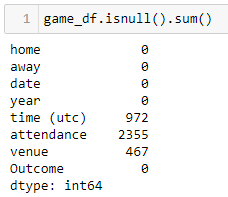 1 game_df.isnull().sum()
home 0
away 0
date 0
year 0
time (utc) 972
attendance 2355
venue 467
Outcome 0
dtype: int64